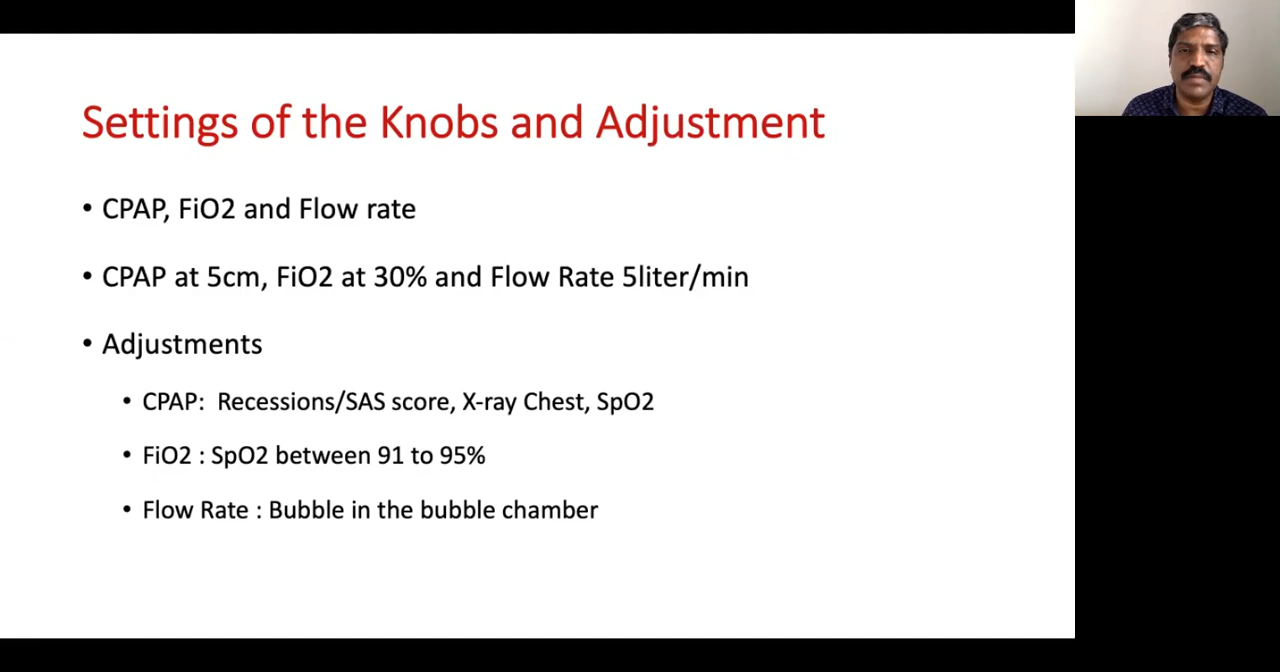 Settings of the Knobs and Adjustment
• CPAP, FiO2 and Flow rate
• CPAP at 5cm, FiO2 at 30% and Flow Rate 5liter/min
• Adjustments
• CPAP: Recessions/SAS score, X-ray Chest, SpO2
• FiO2 : SpO2 between 91 to 95%
• Flow Rate : Bubble in the bubble chamber